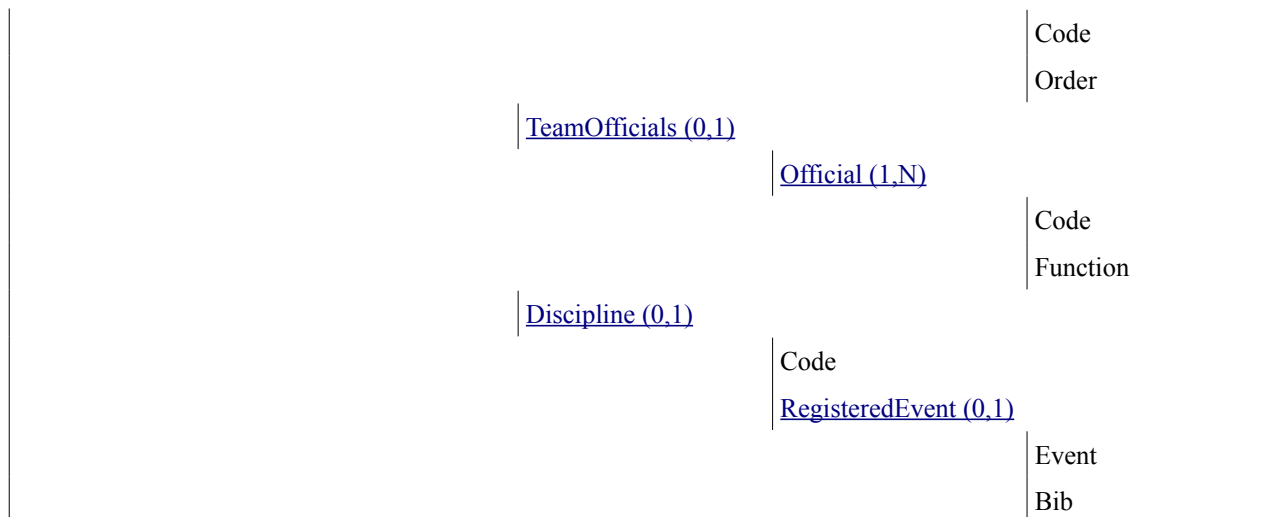 Code
Order
TeamOfficials (0,1)
Official (1,N)
Code
Function
Discipline (0,1)
Code
RegisteredEvent (0,1)
Event
Bib